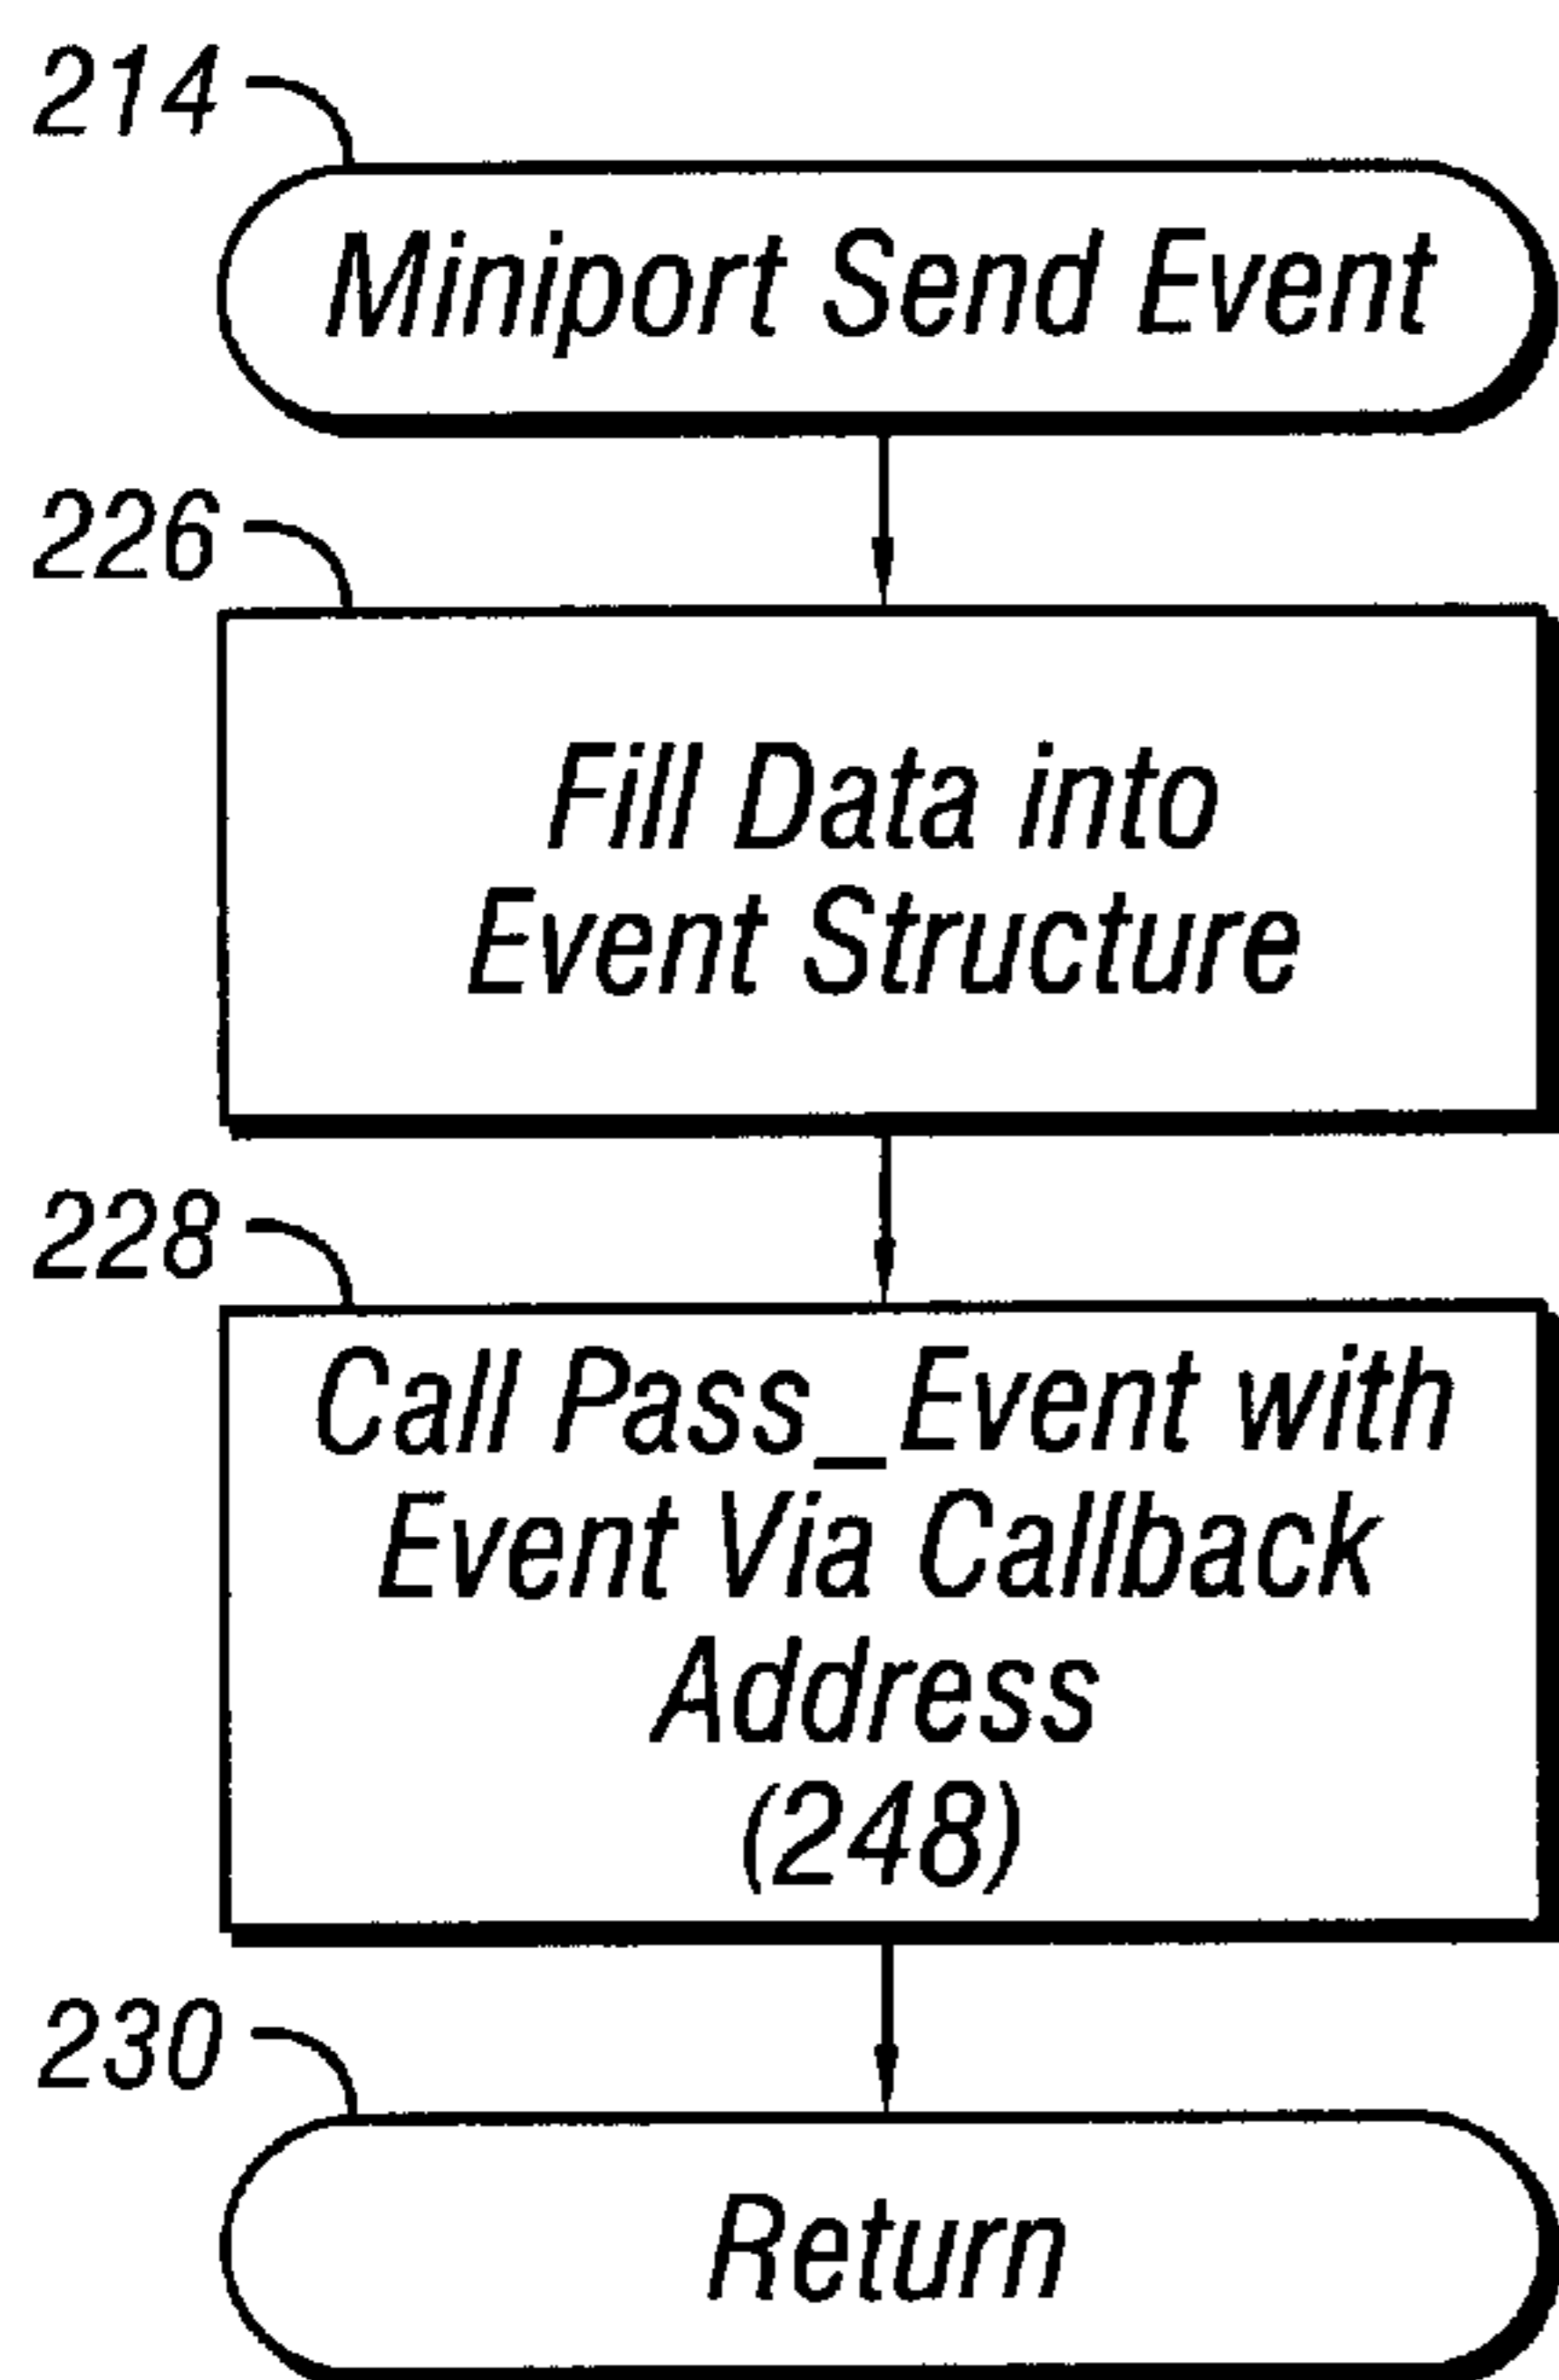 214
Miniport Send Event
226
Fill Data into
Event Structure
228
Call Pass_Event with
Event Via Callback
Address
(248)
230
Return